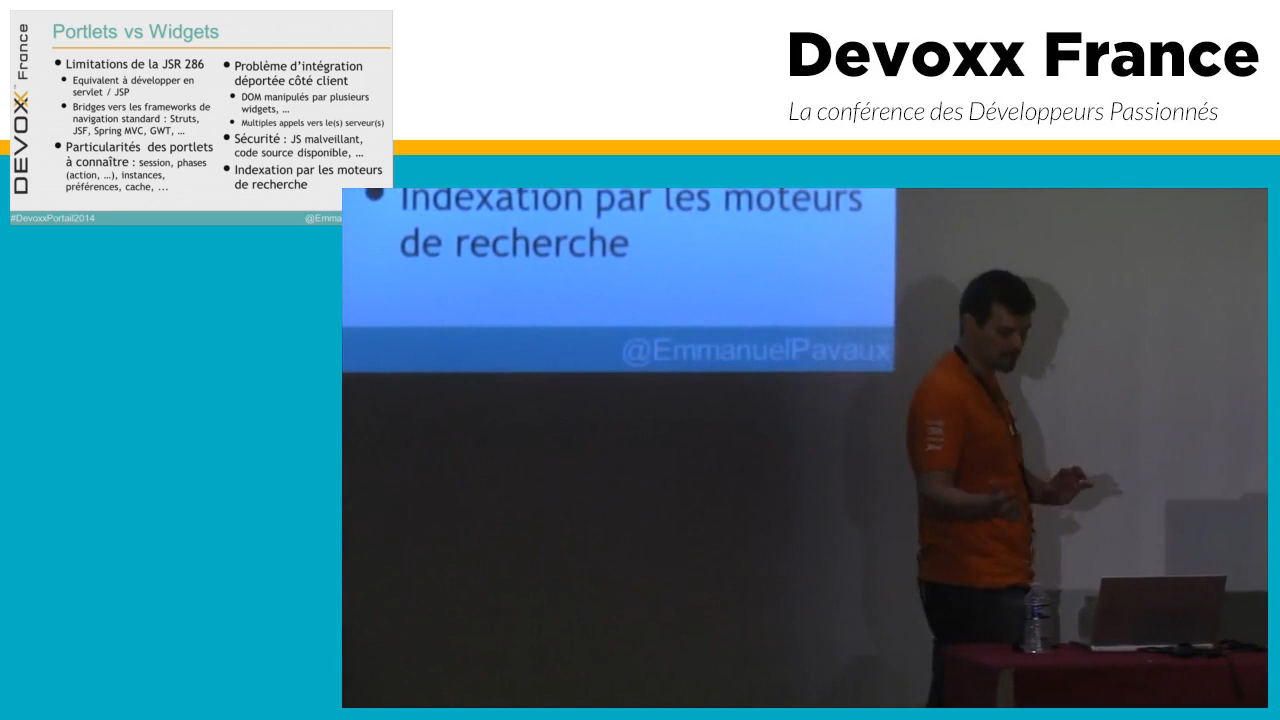 DEVOXX France
Portlets vs Widgets
• Limitations de la JSR 286
• Equivalent à développer en
servlet / JSP
• Bridges vers les frameworks de
navigation standard : Struts,
JSF, Spring MVC, GWT, …
• Particularités des portlets
à connaître : session, phases
(action, …), instances,
préférences, cache, ...
• Problème d’intégration
déportée côté client
• DOM manipulés par plusieurs
widgets, …
• Multiples appels vers le(s) serveur(s)
• Sécurité : JS malveillant,
code source disponible, …
• Indexation par les moteurs
de recherche
#DevoxxPortail2014
@Emma
Devoxx France
La conférence des Développeurs Passionnés
• Indexation par les moteurs
de recherche
@EmmanuelPavaux